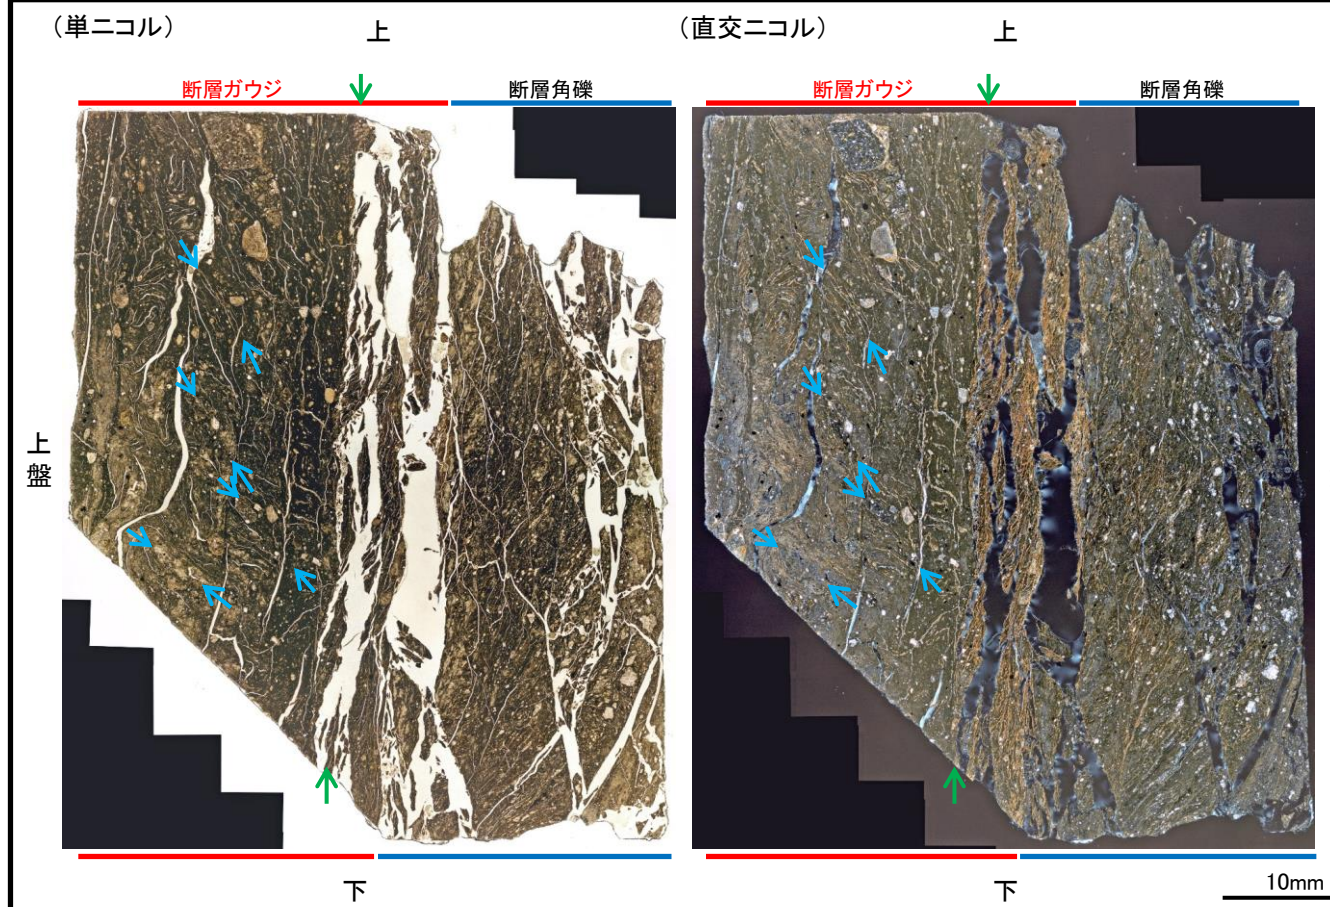 (単ニコル)
上
(直交ニコル)
上
断層ガウジ
断層角礫
断層ガウジ
断層角礫
上
盤
下
下
10mm